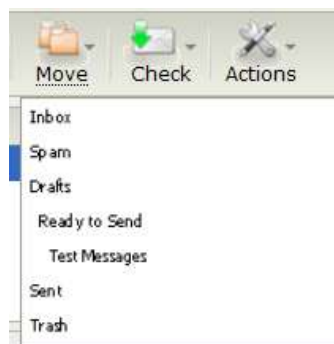 Move Check Actions
Inbox
Spam
Drafts
Ready to Send
Test Messages
Sent
Trash